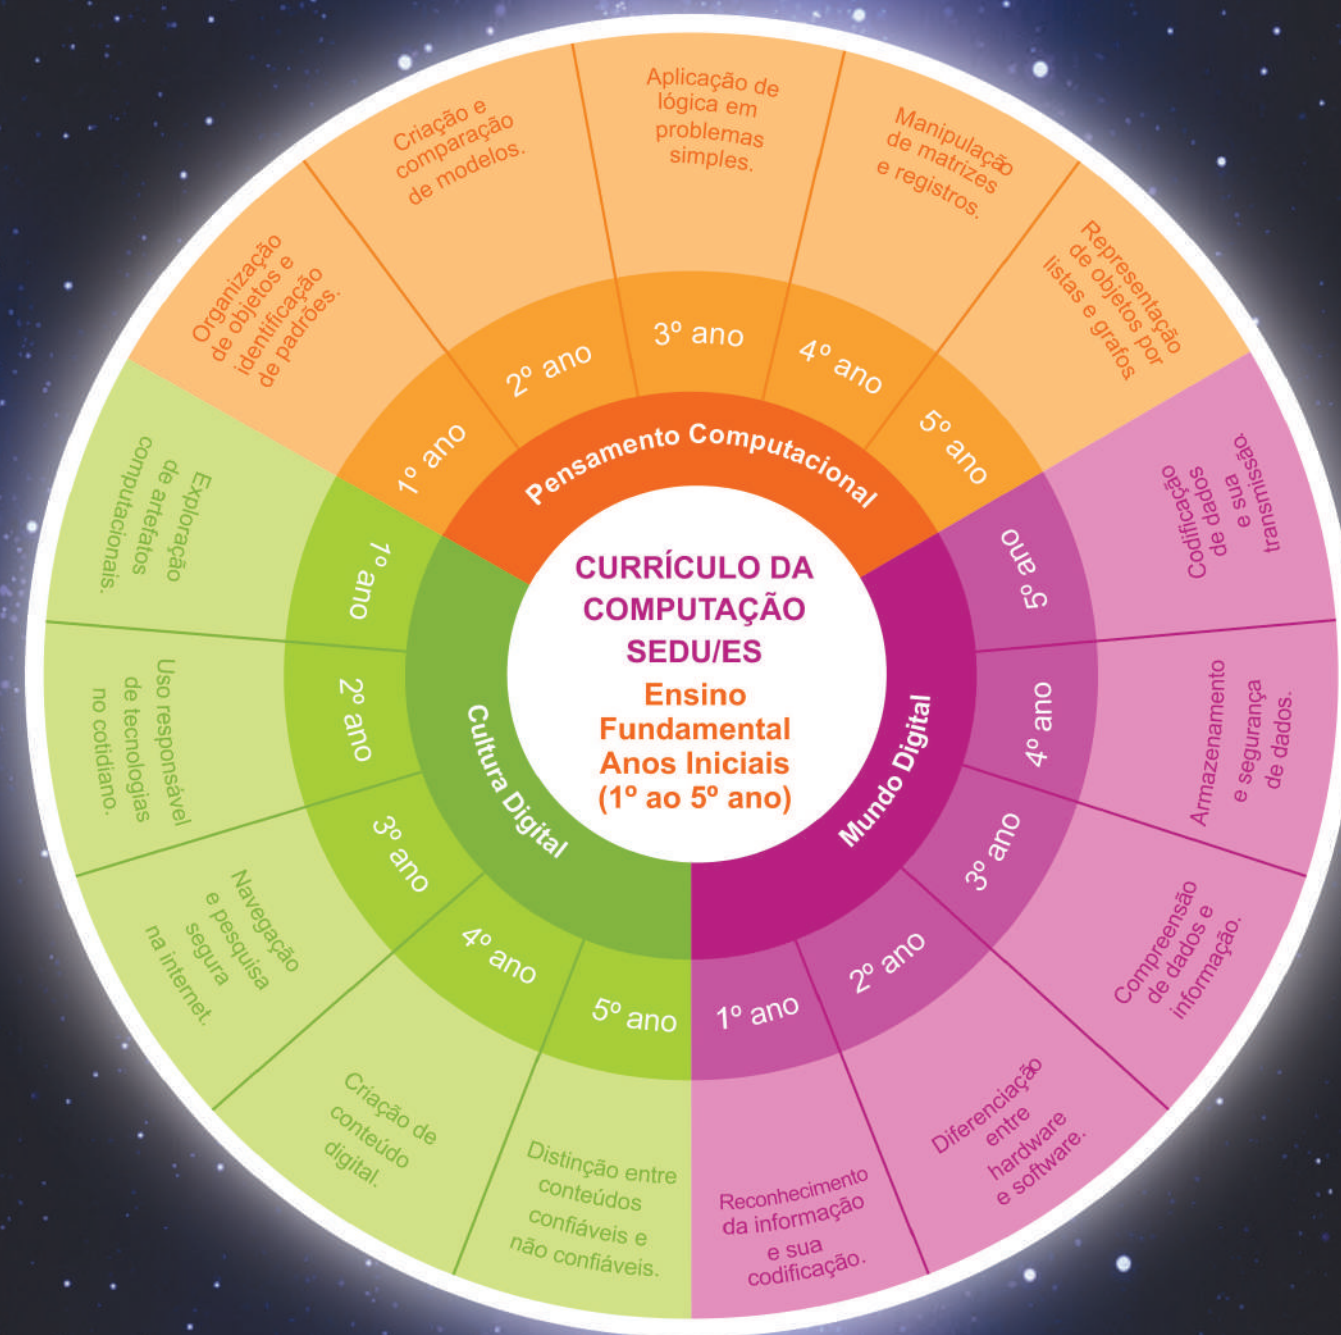 CURRÍCULO DA
COMPUTAÇÃO
SEDU/ES
Ensino
Fundamental
Anos Iniciais
(1º ao 5º ano)
Pensamento Computacional
1º ano
Organização
de objetos e
identificação
de padrões.
2º ano
Criação e
comparação
de modelos.
3º ano
Aplicação de
lógica em
problemas
simples.
4º ano
Manipulação
de matrizes
e registros.
5º ano
Representação
de objetos por
listas e grafos.
Mundo Digital
5º ano
Codificação
de dados
e sua
transmissão.
4º ano
Armazenamento
e segurança
de dados.
3º ano
Compreensão
de dados e
informação.
2º ano
Diferenciação
entre
hardware
e software.
1º ano
Reconhecimento
da informação
e sua
codificação.
Cultura Digital
5º ano
Distinção entre
conteúdos
confiáveis e
não confiáveis.
4º ano
Criação de
conteúdo
digital.
3º ano
Navegação
e pesquisa
segura
na internet.
2º ano
Uso responsável
de tecnologias
no cotidiano.
1º ano
Exploração
de artefatos
computacionais.